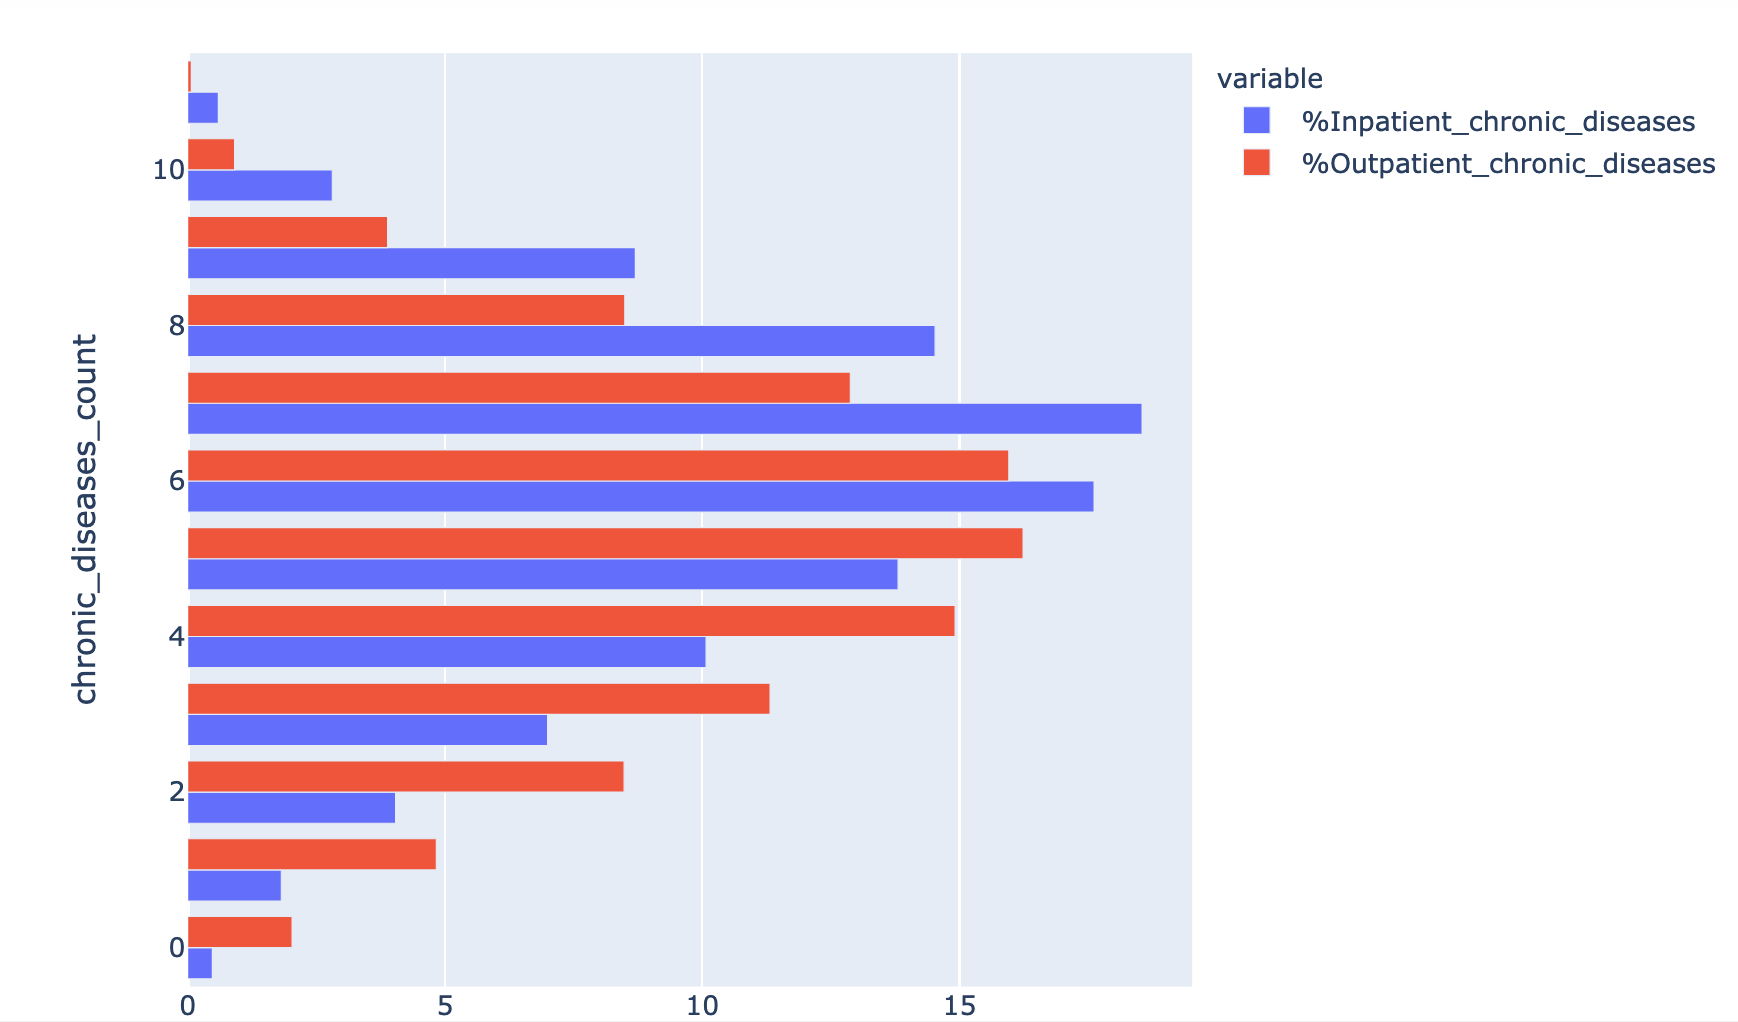 variable
%Inpatient_chronic_diseases
%Outpatient_chronic_diseases
chronic_diseases_count
10
8
6
4
2
0
0 5 10 15